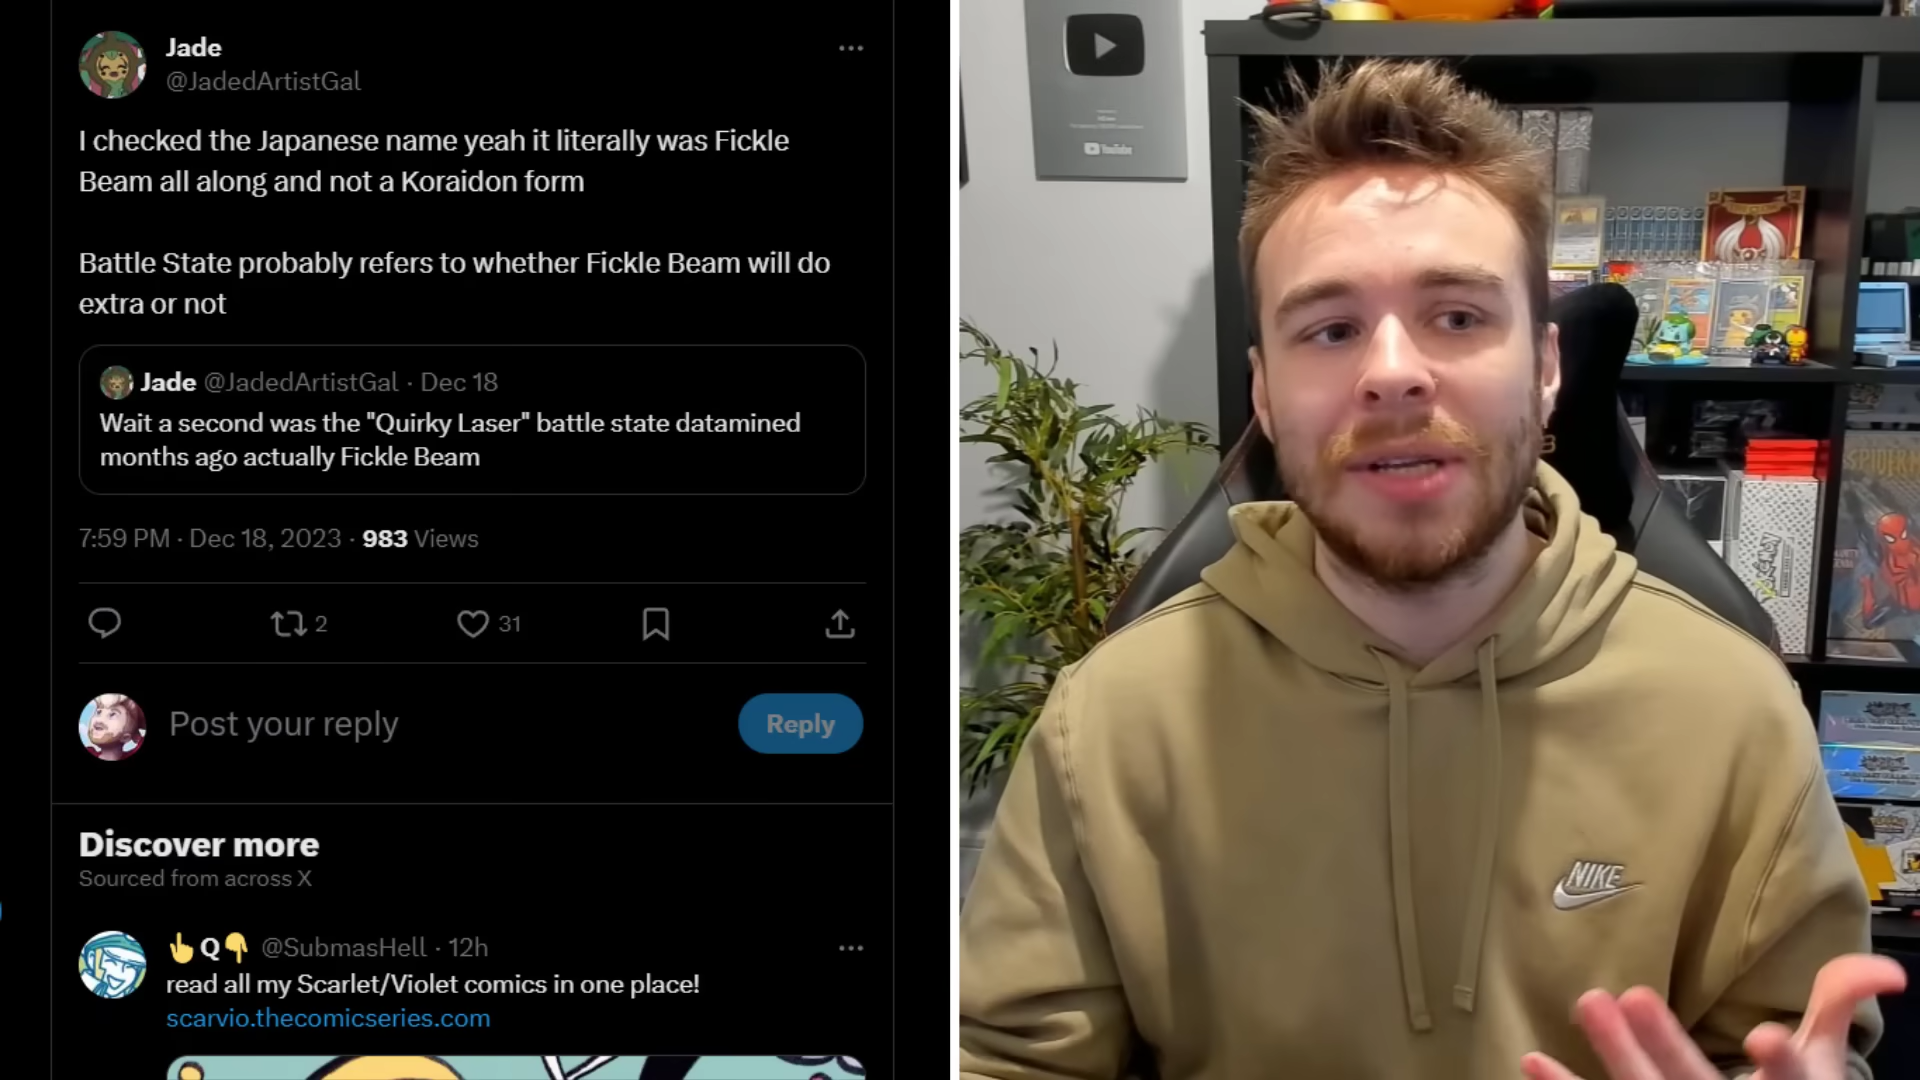 Jade
@JadedArtistGal
I checked the Japanese name yeah it literally was Fickle
Beam all along and not a Koraidon form
Battle State probably refers to whether Fickle Beam will do
extra or not
Jade @JadedArtistGal · Dec 18
Wait a second was the "Quirky Laser" battle state datamined
months ago actually Fickle Beam
7:59 PM · Dec 18, 2023 · 983 Views
2
31
Post your reply
Reply
Discover more
Sourced from across X
👆Q👇 @SubmasHell · 12h
read all my Scarlet/Violet comics in one place!
scarvio.thecomicseries.com
YouTube
NIKE